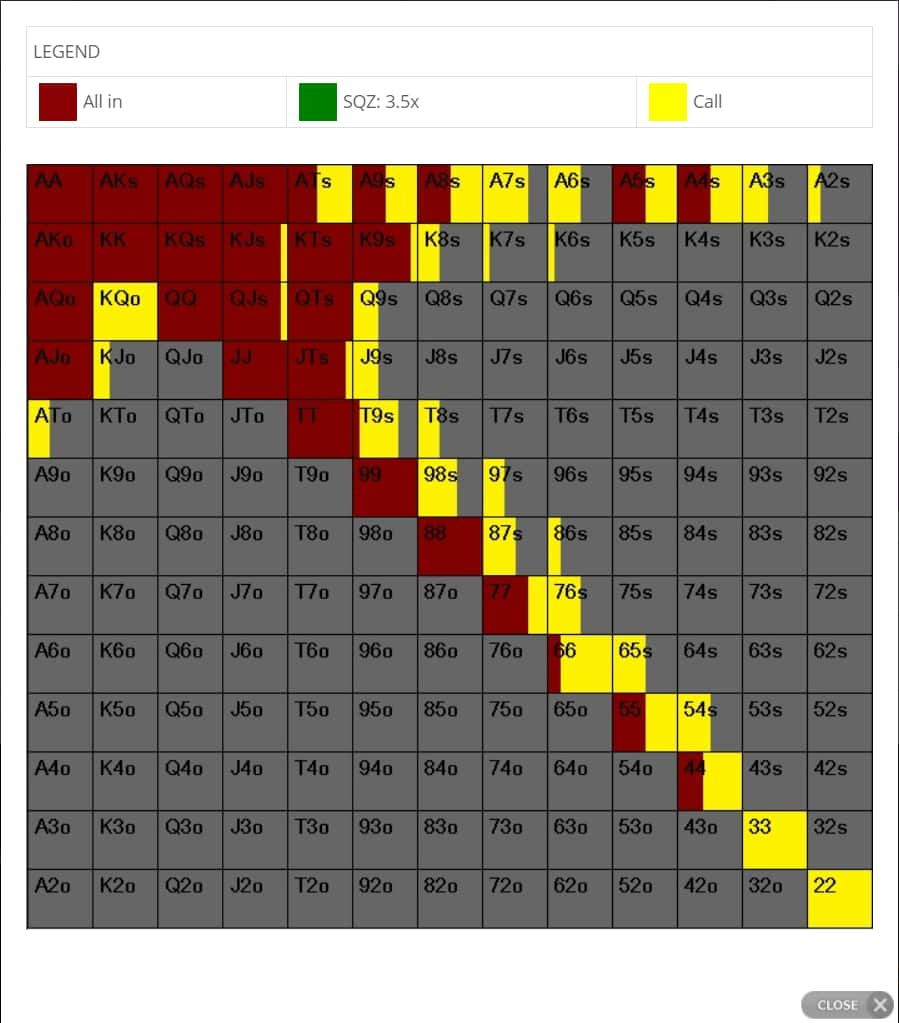 LEGEND
All in SQZ: 3.5x Call
AA AKs AQs AJs ATs A9s A8s A7s A6s A5s A4s A3s A2s
AKo KK KQs KJs KTs K9s K8s K7s K6s K5s K4s K3s K2s
AQo KQo QQ QJs QTs Q9s Q8s Q7s Q6s Q5s Q4s Q3s Q2s
AJo KJo QJo JJ JTs J9s J8s J7s J6s J5s J4s J3s J2s
ATo KTo QTo JTo TT T9s T8s T7s T6s T5s T4s T3s T2s
A9o K9o Q9o J9o T9o 99 98s 97s 96s 95s 94s 93s 92s
A8o K8o Q8o J8o T8o 98o 88 87s 86s 85s 84s 83s 82s
A7o K7o Q7o J7o T7o 97o 87o 77 76s 75s 74s 73s 72s
A6o K6o Q6o J6o T6o 96o 86o 76o 66 65s 64s 63s 62s
A5o K5o Q5o J5o T5o 95o 85o 75o 65o 55 54s 53s 52s
A4o K4o Q4o J4o T4o 94o 84o 74o 64o 54o 44 43s 42s
A3o K3o Q3o J3o T3o 93o 83o 73o 63o 53o 43o 33 32s
A2o K2o Q2o J2o T2o 92o 82o 72o 62o 52o 42o 32o 22
CLOSE